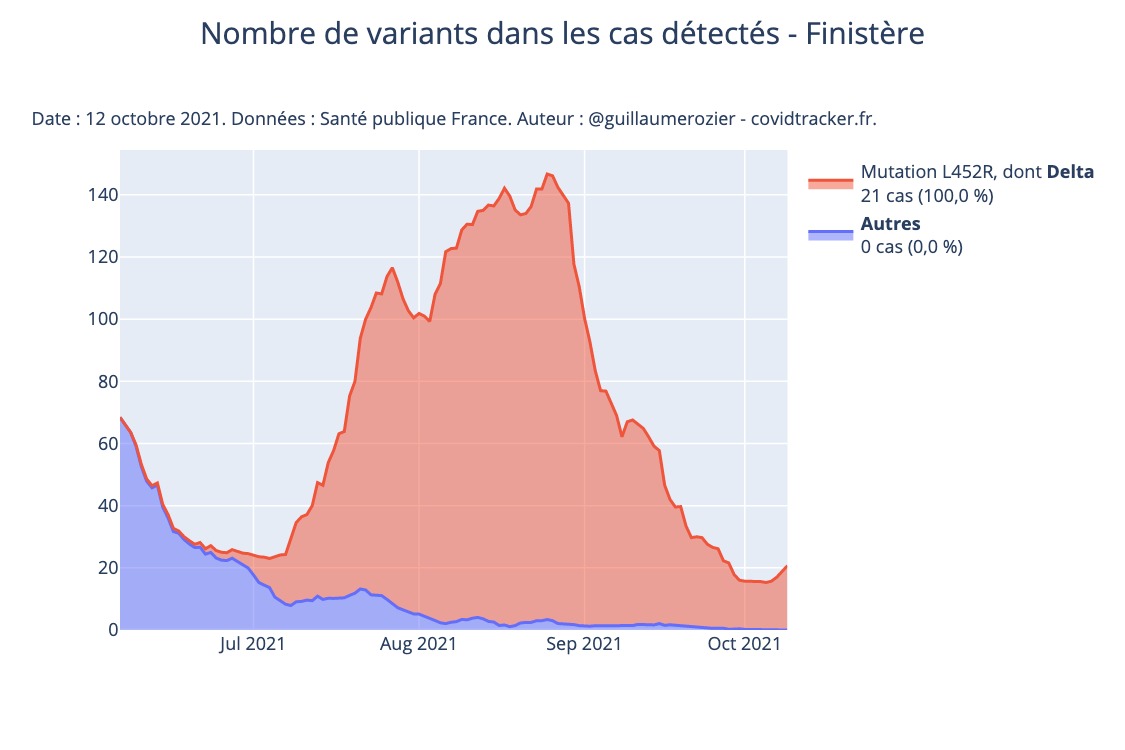 Nombre de variants dans les cas détectés - Finistère
Date : 12 octobre 2021. Données : Santé publique France. Auteur : @guillaumerozier - covidtracker.fr.
Mutation L452R, dont Delta
21 cas (100,0 %)
Autres
0 cas (0,0 %)
140
120
100
80
60
40
20
0
Jul 2021 Aug 2021 Sep 2021 Oct 2021